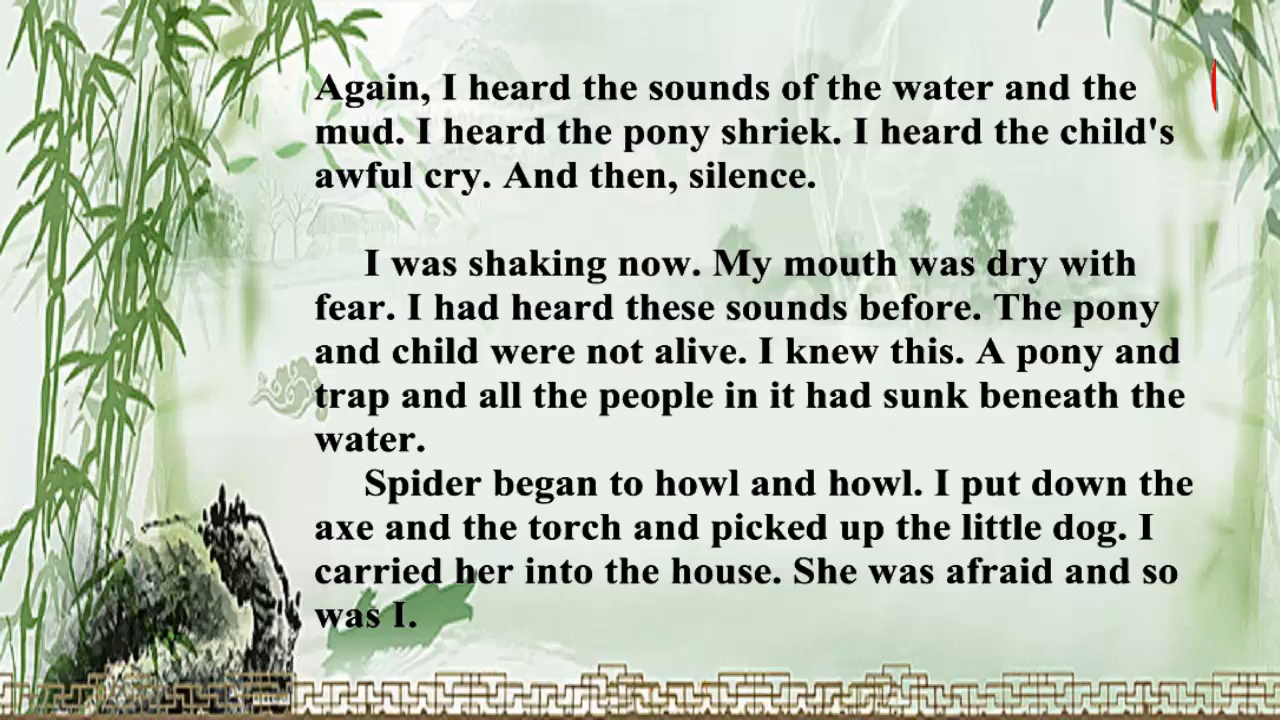 Again, I heard the sounds of the water and the
mud. I heard the pony shriek. I heard the child's
awful cry. And then, silence.
I was shaking now. My mouth was dry with
fear. I had heard these sounds before. The pony
and child were not alive. I knew this. A pony and
trap and all the people in it had sunk beneath the
water.
Spider began to howl and howl. I put down the
axe and the torch and picked up the little dog. I
carried her into the house. She was afraid and so
was I.